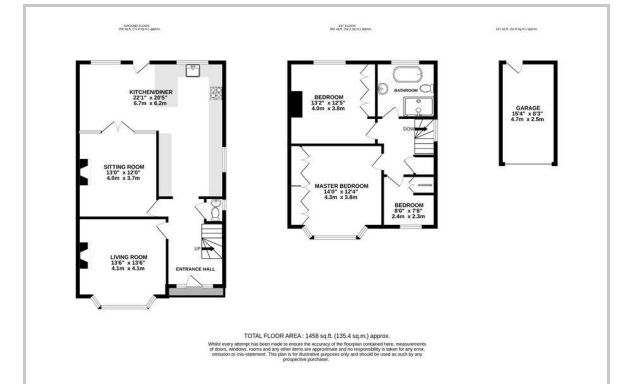 GROUND FLOOR
1ST FLOOR
KITCHEN/DINER
22'1" x 20'5"
6.7m x 6.2m
SITTING ROOM
13'0" x 12'0"
4.0m x 3.7m
LIVING ROOM
13'6" x 13'6"
4.1m x 4.1m
UP
ENTRANCE HALL
BEDROOM
13'2" x 12'5"
4.0m x 3.8m
BATHROOM
DOWN
MASTER BEDROOM
14'0" x 12'4"
4.3m x 3.8m
BEDROOM
8'0" x 7'8"
2.4m x 2.3m
GARAGE
15'4" x 8'3"
4.7m x 2.5m
TOTAL FLOOR AREA : 1458 sq.ft. (135.4 sq.m.) approx.
Whilst every attempt has been made to ensure the accuracy of the floorplan contained here, measurements
of doors, windows, rooms and any other items are approximate and no responsibility is taken for any error,
omission or mis-statement. This plan is for illustrative purposes only and should be used as such by any
prospective purchaser.